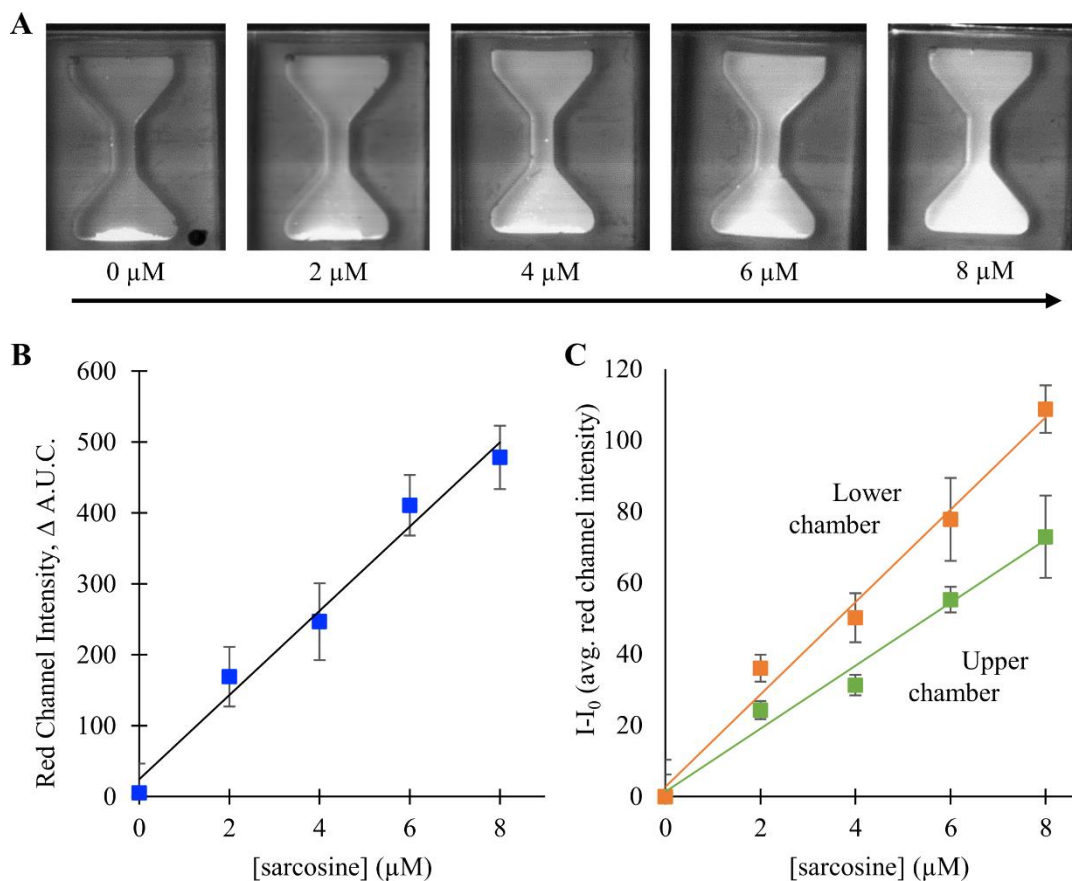 A
0 µM
2 µM
4 µM
6 µM
8 µM
B
600
500
400
300
200
100
0
Red Channel Intensity, Δ A.U.C.
0
2
4
6
8
[sarcosine] (µM)
C
120
100
80
60
40
20
0
I-I₀ (avg. red channel intensity)
Lower
chamber
Upper
chamber
0
2
4
6
8
[sarcosine] (µM)